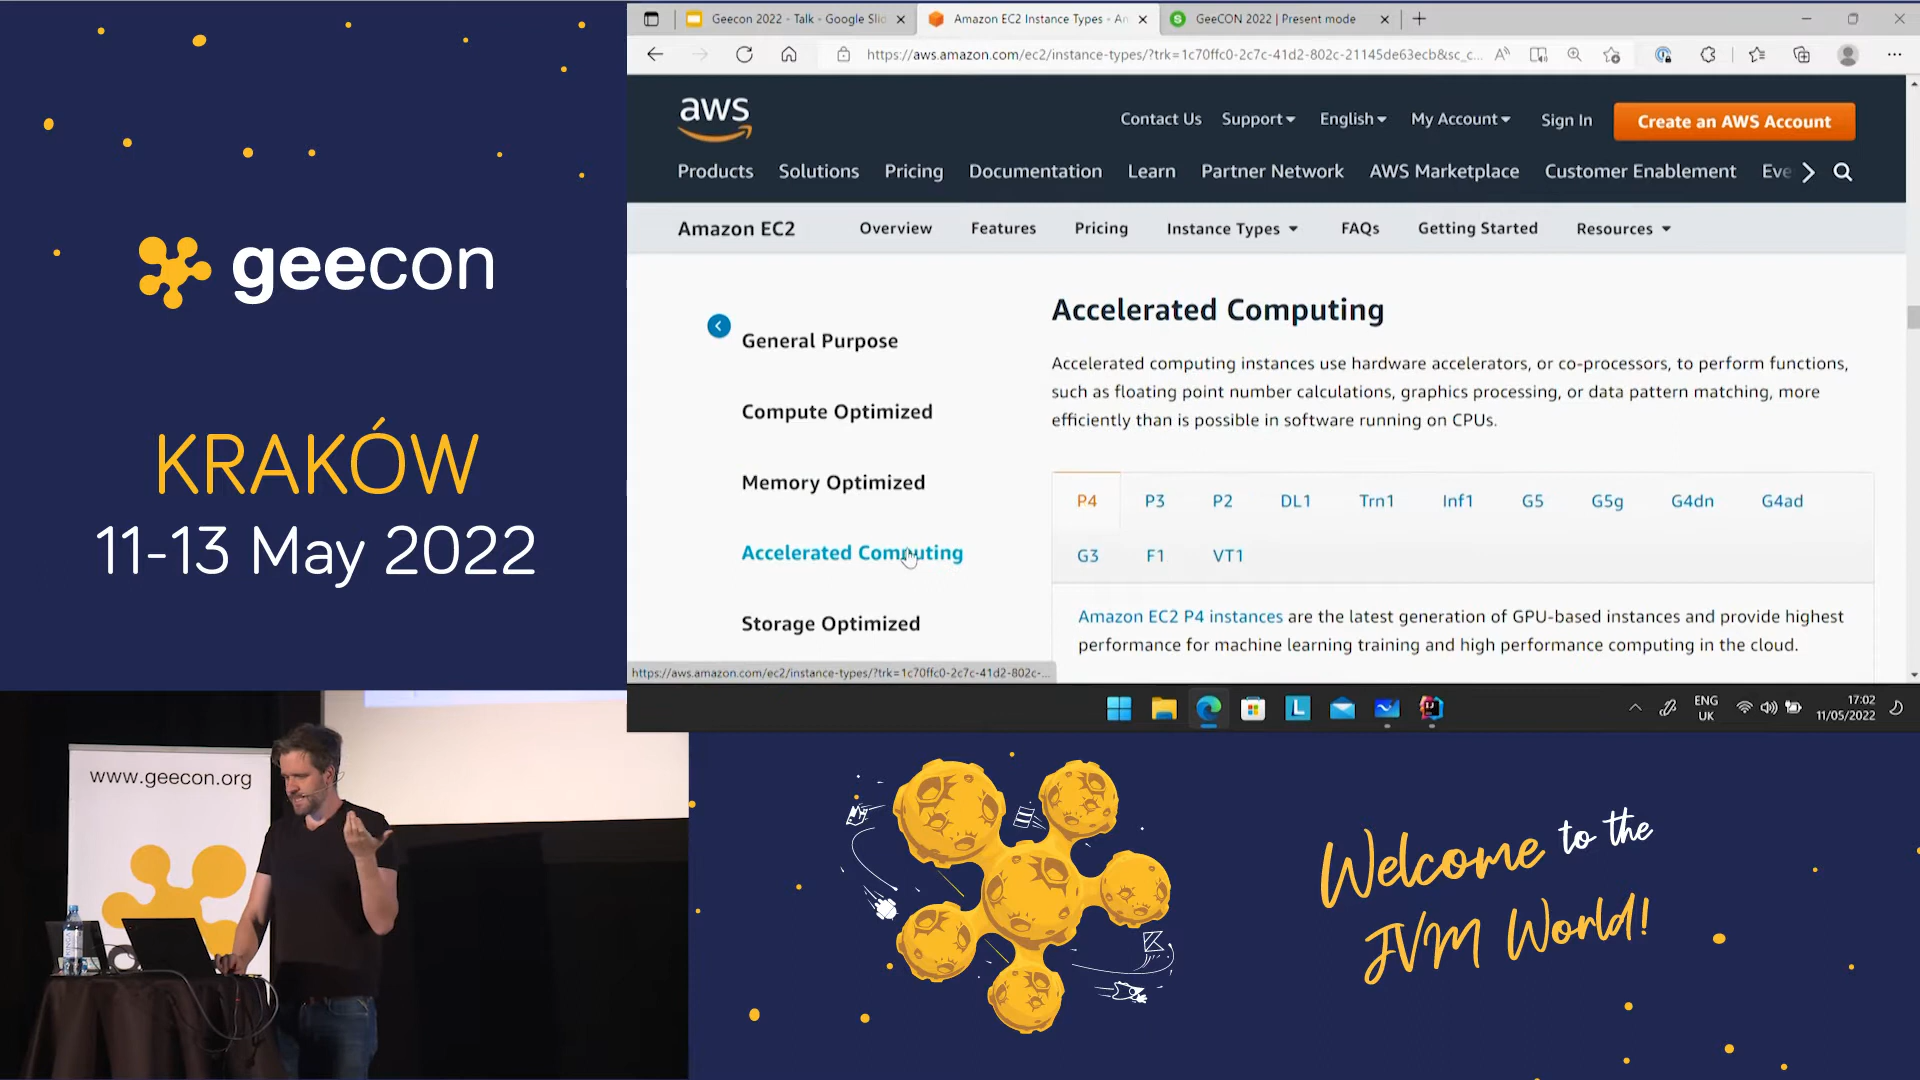 geecon
KRAKÓW
11-13 May 2022
www.geecon.org
Geecon 2022 - Talk - Google Slid
Amazon EC2 Instance Types - An
GeeCON 2022 | Present mode
https://aws.amazon.com/ec2/instance-types/?trk=1c70ffc0-2c7c-41d2-802c-21145de63ecb&sc_c...
aws
Contact Us Support English My Account Sign In Create an AWS Account
Products Solutions Pricing Documentation Learn Partner Network AWS Marketplace Customer Enablement Eve
Amazon EC2 Overview Features Pricing Instance Types FAQs Getting Started Resources
General Purpose
Compute Optimized
Memory Optimized
Accelerated Computing
Storage Optimized
Accelerated Computing
Accelerated computing instances use hardware accelerators, or co-processors, to perform functions,
such as floating point number calculations, graphics processing, or data pattern matching, more
efficiently than is possible in software running on CPUs.
P4 P3 P2 DL1 Trn1 Inf1 G5 G5g G4dn G4ad
G3 F1 VT1
Amazon EC2 P4 instances are the latest generation of GPU-based instances and provide highest
performance for machine learning training and high performance computing in the cloud.
https://aws.amazon.com/ec2/instance-types/?trk=1c70ffc0-2c7c-41d2-802c-...
L
ENG
UK
17:02
11/05/2022
Welcome to the
JVM World!